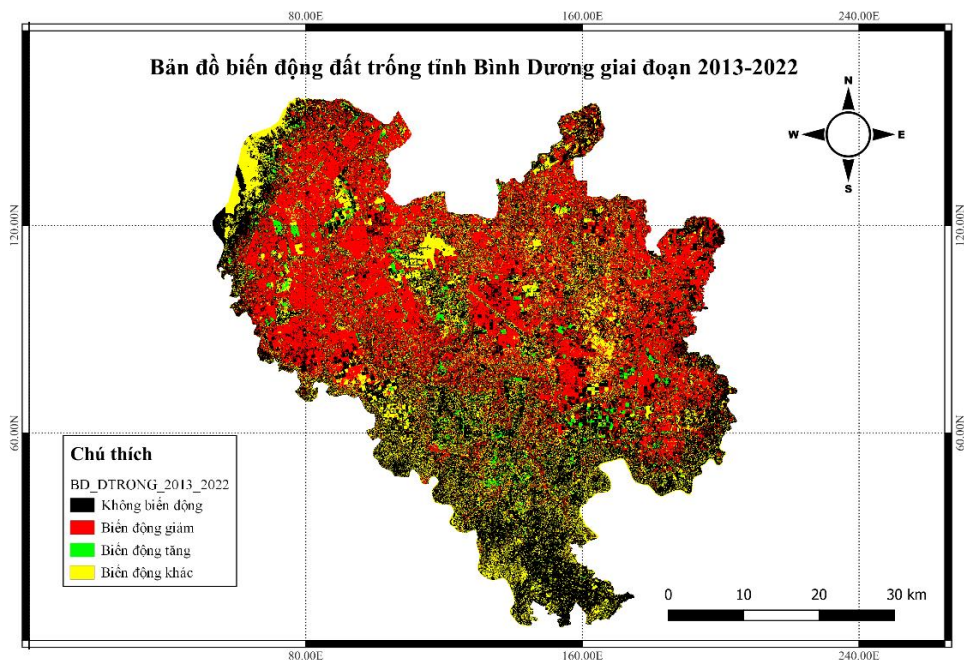 80.00E 160.00E 240.00E
Bản đồ biến động đất trống tỉnh Bình Dương giai đoạn 2013-2022
N
W E
S
120.00N 120.00N
60.00N 60.00N
Chú thích
BD_DTRONG_2013_2022
Không biến động
Biến động giảm
Biến động tăng
Biến động khác
0 10 20 30 km
80.00E 160.00E 240.00E